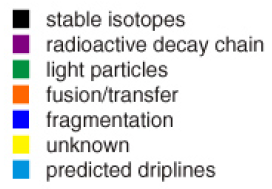 stable isotopes
radioactive decay chain
light particles
fusion/transfer
fragmentation
unknown
predicted driplines